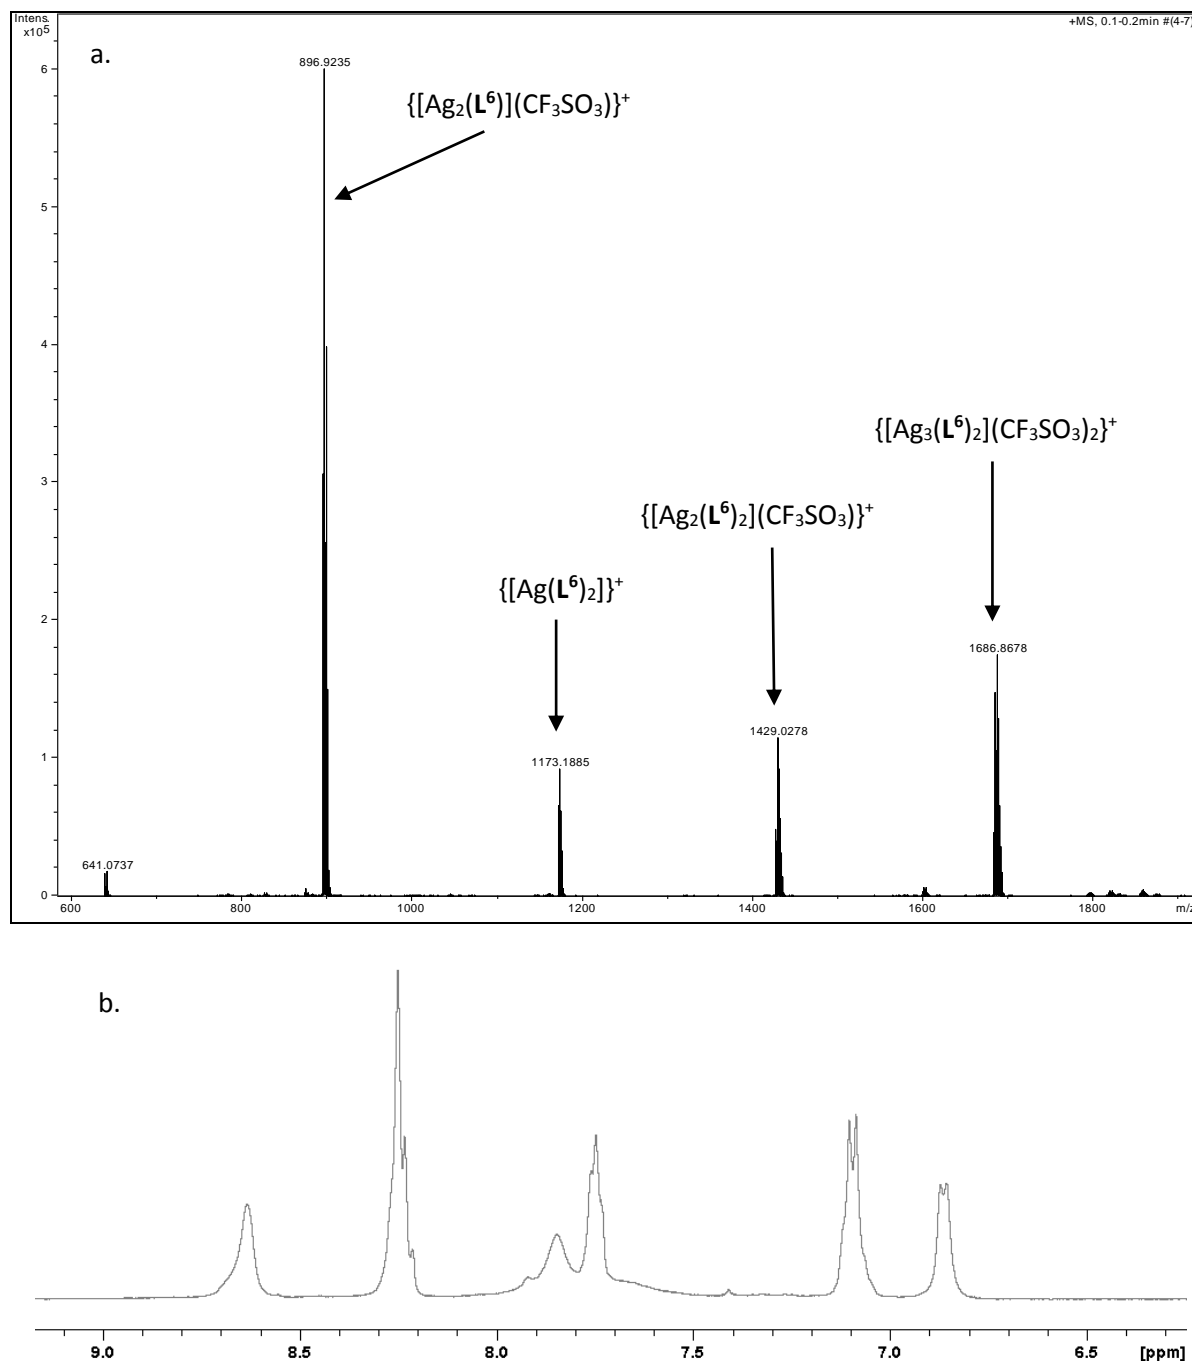 Intens.
x10⁵
+MS, 0.1-0.2min #(4-7)
a.
896.9235
6
{[Ag₂(L⁶)](CF₃SO₃)}⁺
5
4
{[Ag₃(L⁶)₂](CF₃SO₃)₂}⁺
3
{[Ag₂(L⁶)₂](CF₃SO₃)}⁺
{[Ag(L⁶)₂]}⁺
2
1686.8678
1429.0278
1
1173.1885
641.0737
0
600 800 1000 1200 1400 1600 1800 m/z
b.
9.0 8.5 8.0 7.5 7.0 6.5 [ppm]